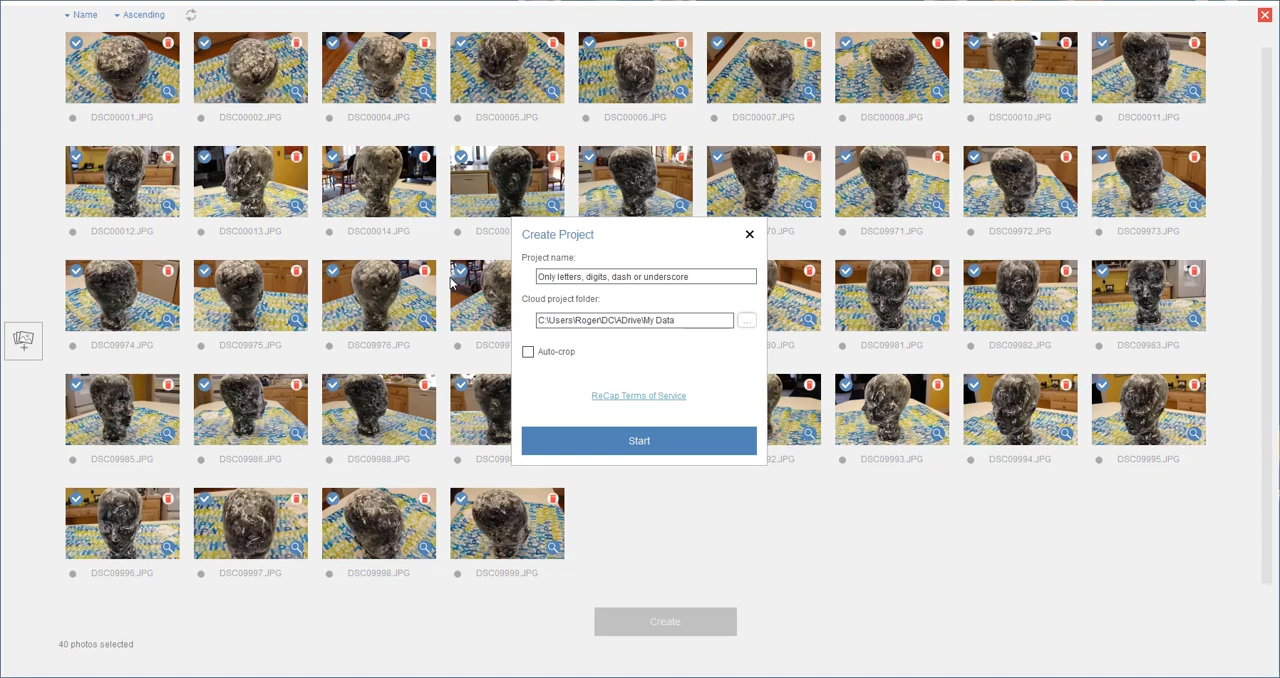 Name Ascending
DSC00001.JPG DSC00002.JPG DSC00004.JPG DSC00005.JPG DSC00006.JPG DSC00007.JPG DSC00008.JPG DSC00010.JPG DSC00011.JPG
DSC00012.JPG DSC00013.JPG DSC00014.JPG DSC09971.JPG DSC09972.JPG DSC09973.JPG
DSC09974.JPG DSC09975.JPG DSC09976.JPG DSC09981.JPG DSC09982.JPG DSC09983.JPG
DSC09985.JPG DSC09986.JPG DSC09988.JPG DSC09993.JPG DSC09994.JPG DSC09995.JPG
DSC09996.JPG DSC09997.JPG DSC09998.JPG DSC09999.JPG
Create Project
Project name:
Only letters, digits, dash or underscore
Cloud project folder:
C:\Users\Roger\DC\ADrive\My Data ...
Auto-crop
ReCap Terms of Service
Start
Create
40 photos selected